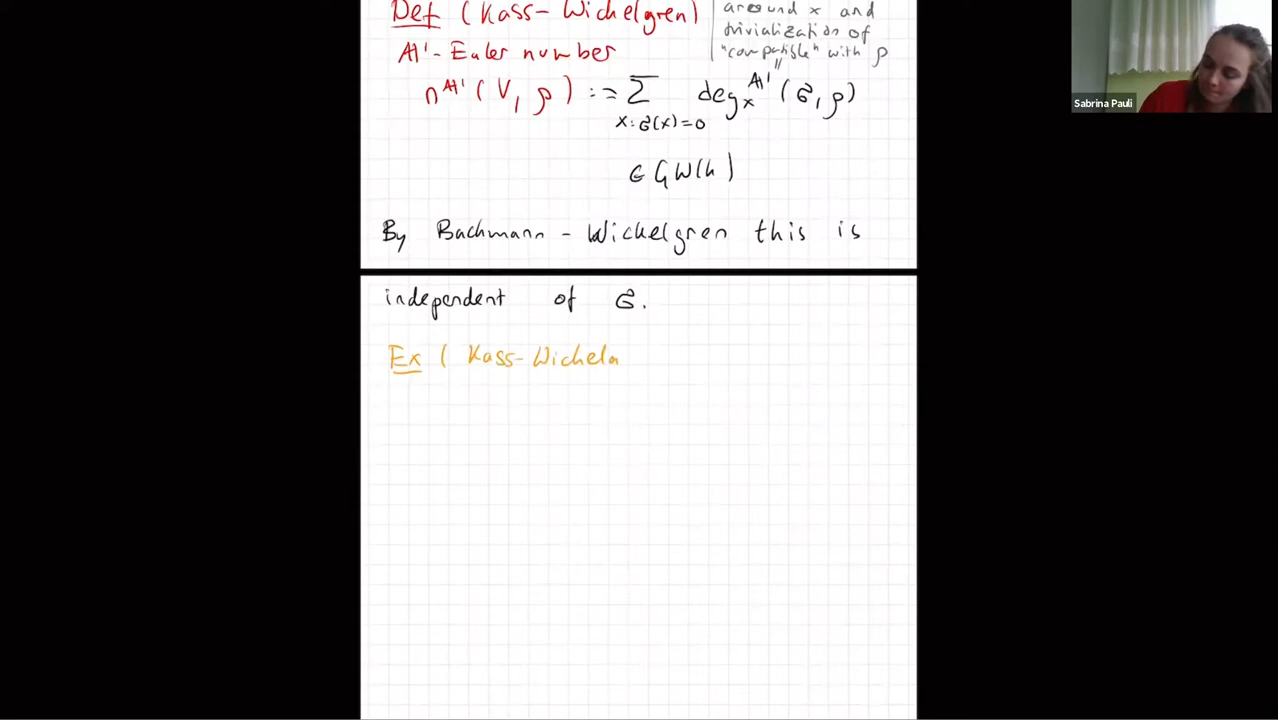 Def (Kass-Wickelgren)
around x and
trivialization of
"compatible" with ρ
A¹-Euler number
n^A¹ (V, ρ) := Σ deg_x^A¹ (σ, ρ)
x: σ(x)=0
∈ GW(k)
By Bachmann - Wickelgren this is
independent of σ.
Ex ( Kass-Wickel
Sabrina Pauli